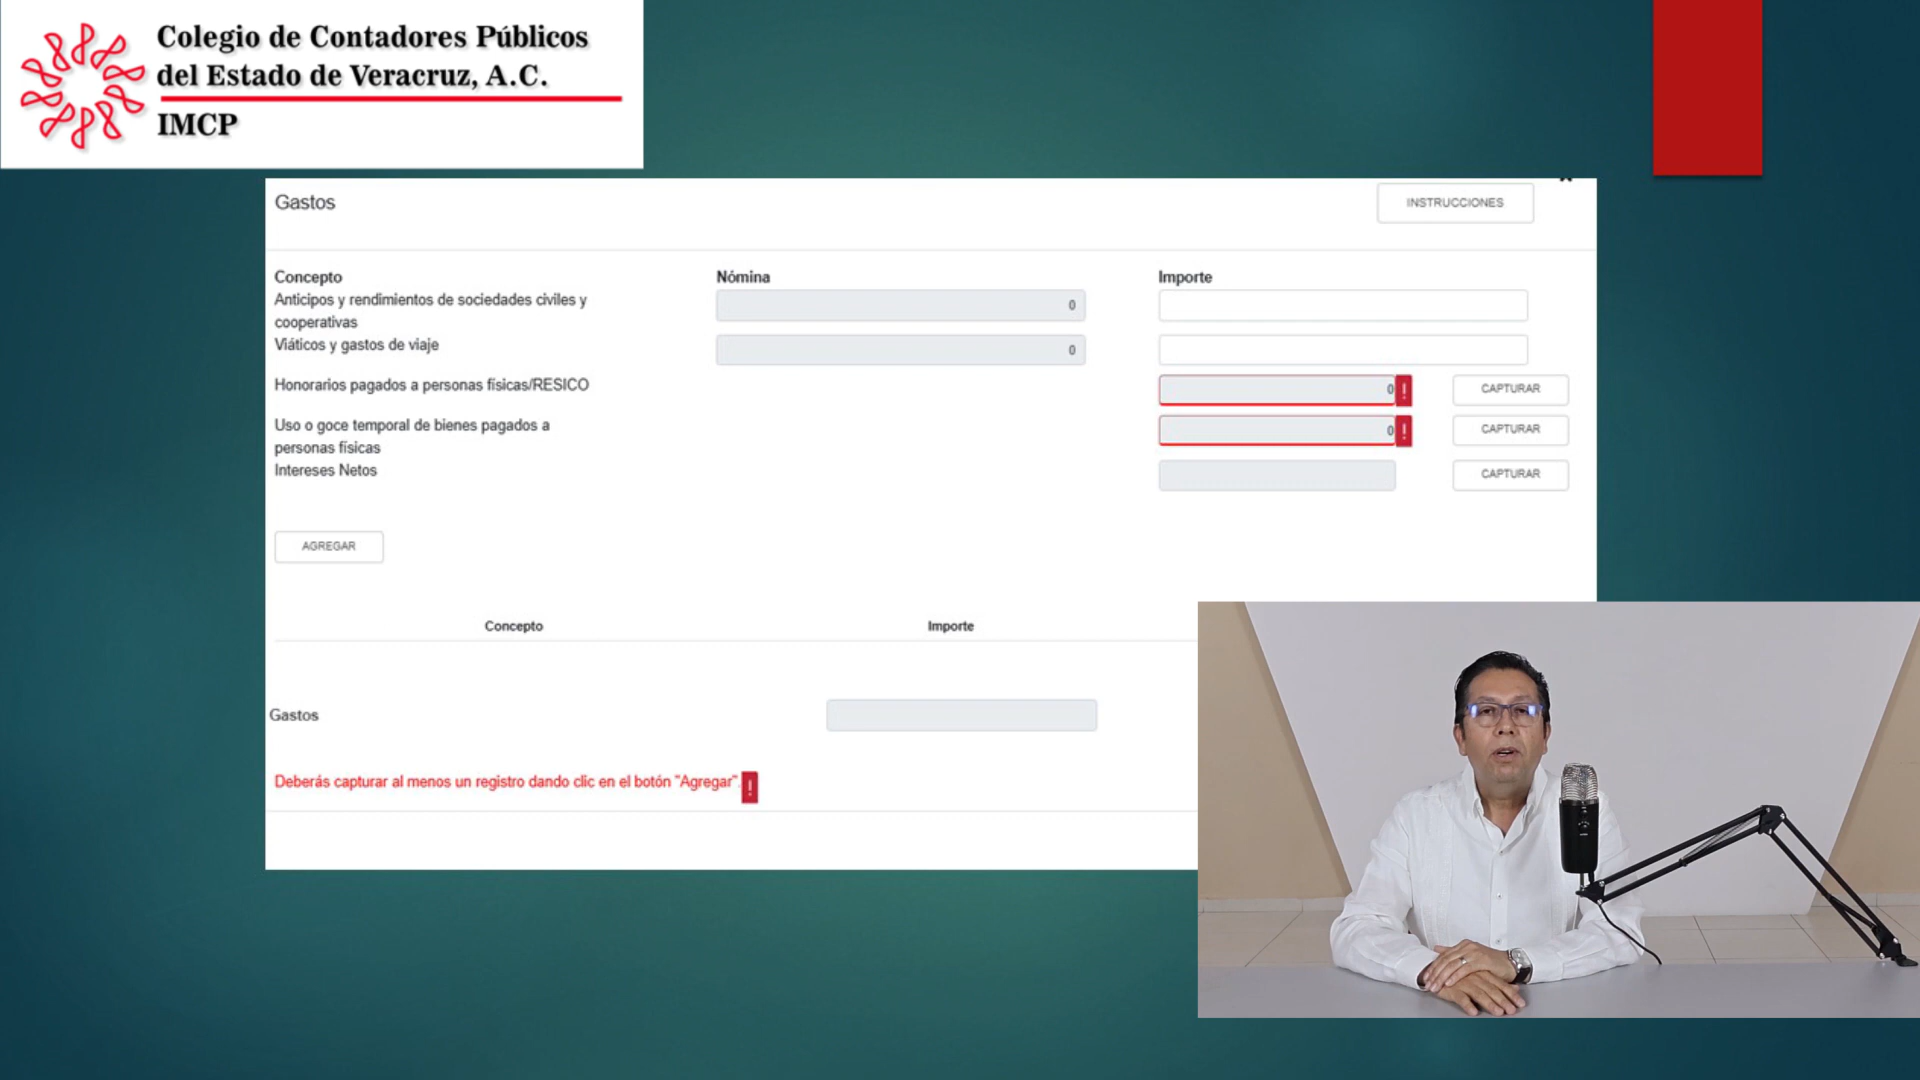 Colegio de Contadores Públicos
del Estado de Veracruz, A.C.
IMCP
Gastos
INSTRUCCIONES
Concepto
Nómina
Importe
Anticipos y rendimientos de sociedades civiles y
cooperativas
0
Viáticos y gastos de viaje
0
Honorarios pagados a personas físicas/RESICO
0
!
CAPTURAR
Uso o goce temporal de bienes pagados a
personas físicas
0
!
CAPTURAR
Intereses Netos
CAPTURAR
AGREGAR
Concepto
Importe
Gastos
Deberás capturar al menos un registro dando clic en el botón "Agregar".
!